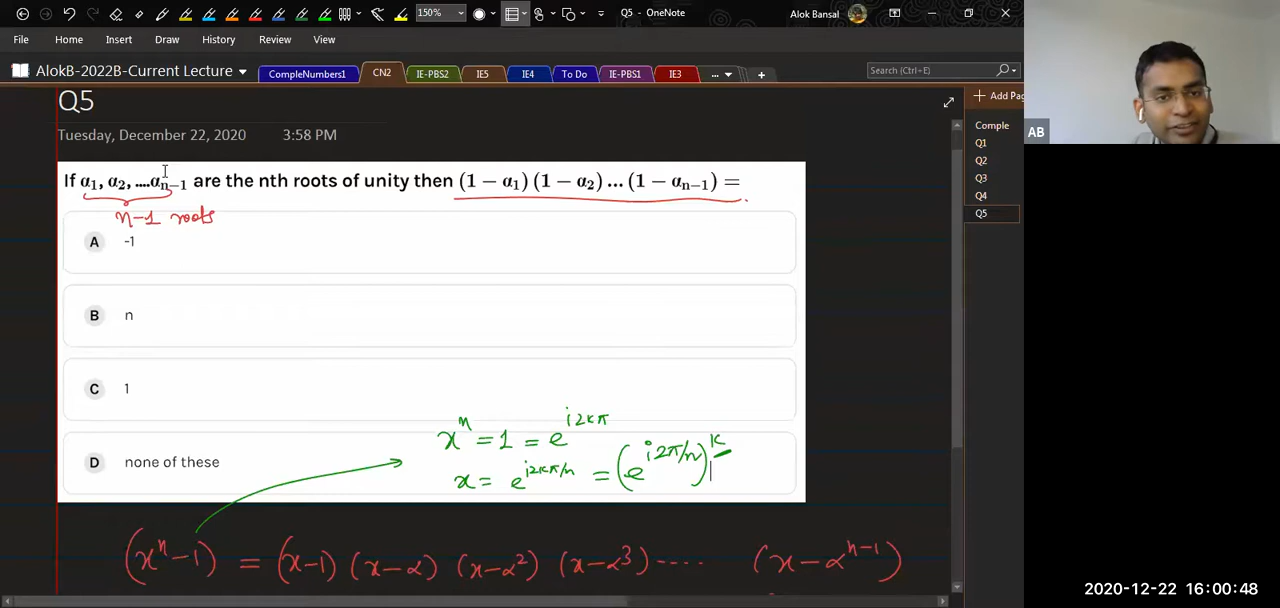 150%
Q5 - OneNote
Alok Bansal
File Home Insert Draw History Review View
AlokB-2022B-Current Lecture
CompleNumbers1 CN2 IE-PBS2 IE5 IE4 To Do IE-PBS1 IE3 ...
Search (Ctrl+E)
Q5
Add Pag
Tuesday, December 22, 2020 3:58 PM
AB
Comple
Q1
Q2
Q3
Q4
Q5
If α₁, α₂, ....αₙ₋₁ are the nth roots of unity then (1 − α₁) (1 − α₂) ... (1 − αₙ₋₁) =
n-1 roots
A -1
B n
C 1
D none of these
xⁿ = 1 = e^{i2kπ}
x = e^{i2kπ/n} = (e^{i2π/n})^k
(xⁿ-1) = (x-1) (x-α) (x-α²) (x-α³) .... (x-α^{n-1})
2020-12-22 16:00:48